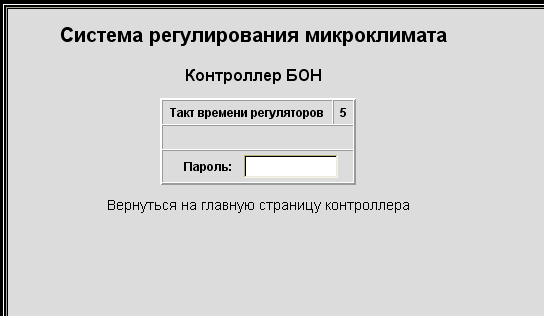 Система регулирования микроклимата
Контроллер БОН
Такт времени регуляторов 5
Пароль:
Вернуться на главную страницу контроллера